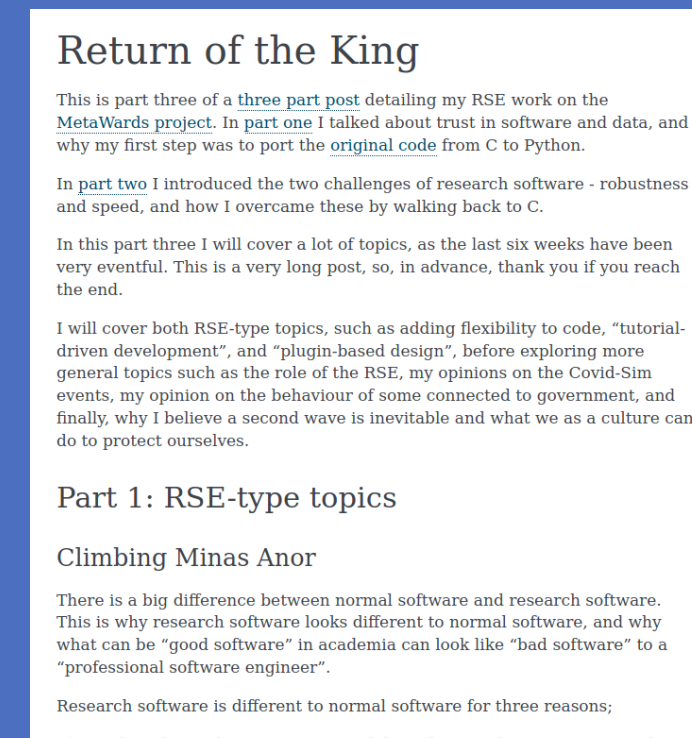 Return of the King
This is part three of a three part post detailing my RSE work on the
MetaWards project. In part one I talked about trust in software and data, and
why my first step was to port the original code from C to Python.
In part two I introduced the two challenges of research software - robustness
and speed, and how I overcame these by walking back to C.
In this part three I will cover a lot of topics, as the last six weeks have been
very eventful. This is a very long post, so, in advance, thank you if you reach
the end.
I will cover both RSE-type topics, such as adding flexibility to code, “tutorial-
driven development”, and “plugin-based design”, before exploring more
general topics such as the role of the RSE, my opinions on the Covid-Sim
events, my opinion on the behaviour of some connected to government, and
finally, why I believe a second wave is inevitable and what we as a culture can
do to protect ourselves.
Part 1: RSE-type topics
Climbing Minas Anor
There is a big difference between normal software and research software.
This is why research software looks different to normal software, and why
what can be “good software” in academia can look like “bad software” to a
“professional software engineer”.
Research software is different to normal software for three reasons;